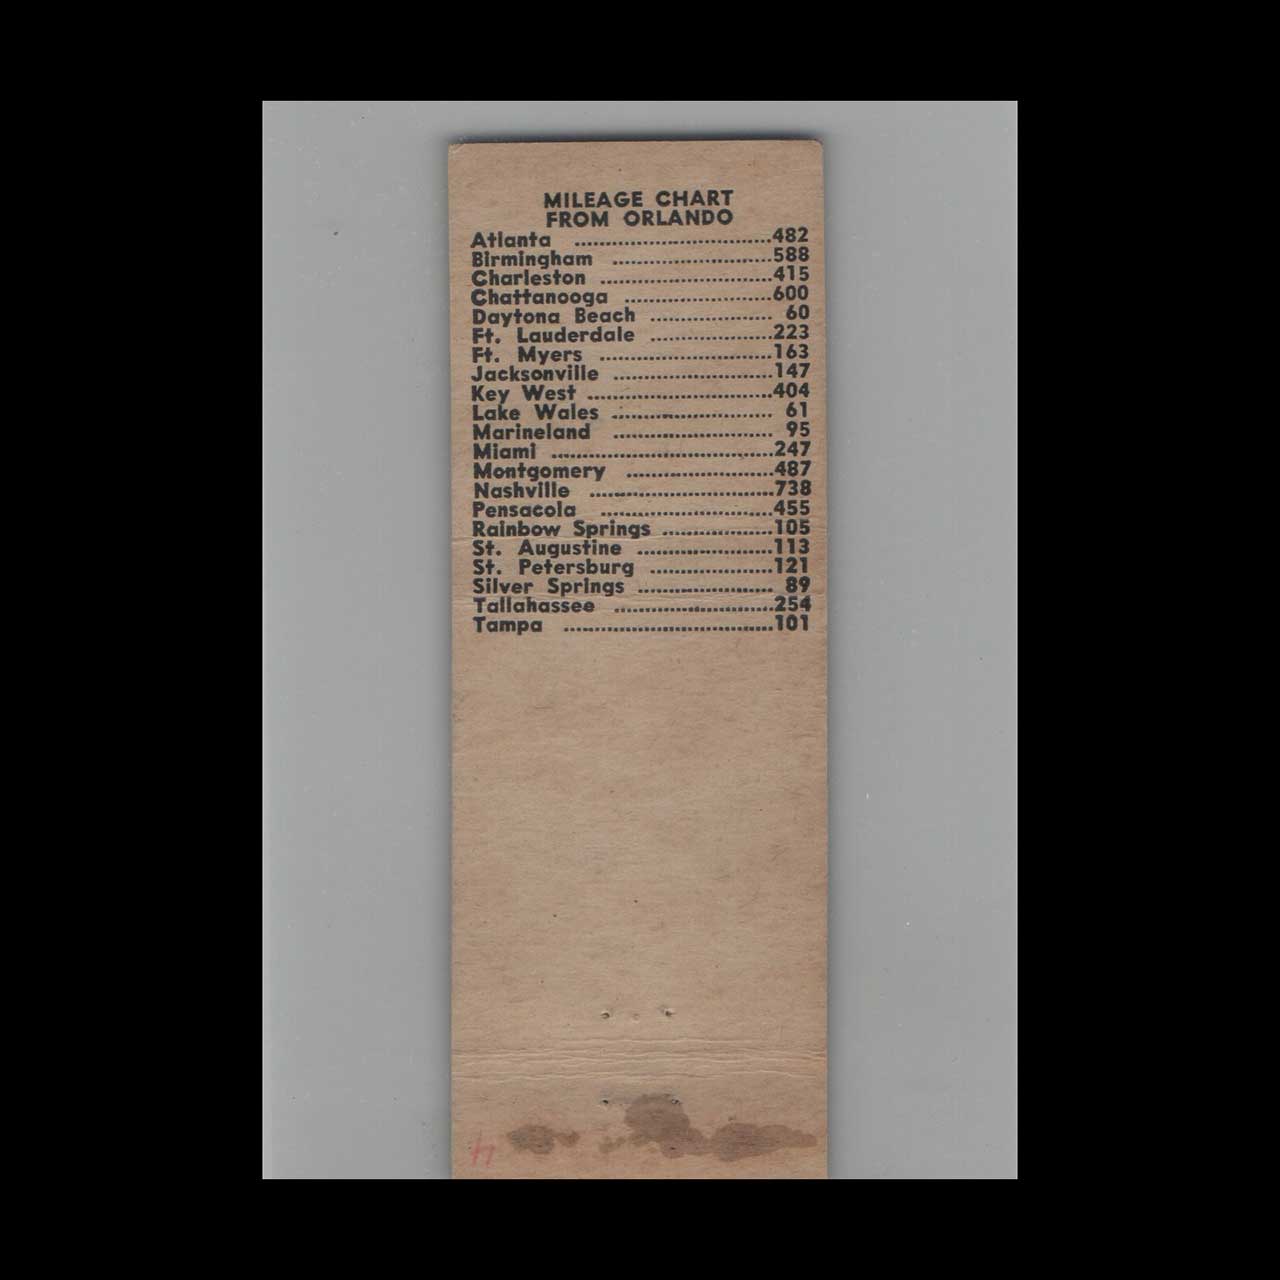 MILEAGE CHART
FROM ORLANDO
Atlanta ................................482
Birmingham ..........................588
Charleston ............................415
Chattanooga ........................600
Daytona Beach .................... 60
Ft. Lauderdale ....................223
Ft. Myers ............................163
Jacksonville ..........................147
Key West ..............................404
Lake Wales .......................... 61
Marineland .......................... 95
Miami ....................................247
Montgomery ........................487
Nashville ..............................738
Pensacola ............................455
Rainbow Springs ..................105
St. Augustine ......................113
St. Petersburg ....................121
Silver Springs ...................... 89
Tallahassee ..........................254
Tampa ..................................101